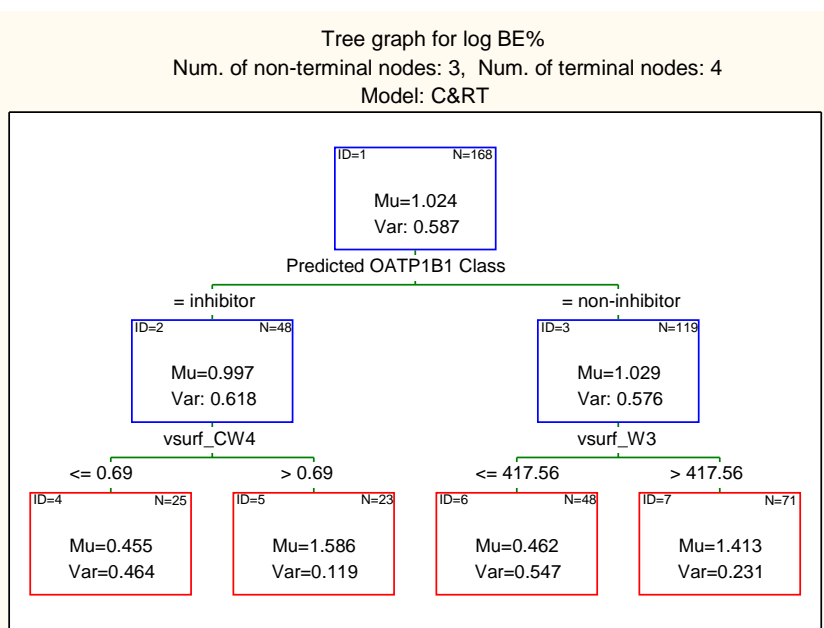 Tree graph for log BE%
Num. of non-terminal nodes: 3,  Num. of terminal nodes: 4
Model: C&RT
ID=1 N=168
Mu=1.024
Var: 0.587
Predicted OATP1B1 Class
= inhibitor = non-inhibitor
ID=2 N=48 ID=3 N=119
Mu=0.997 Mu=1.029
Var: 0.618 Var: 0.576
vsurf_CW4 vsurf_W3
<= 0.69 > 0.69 <= 417.56 > 417.56
ID=4 N=25 ID=5 N=23 ID=6 N=48 ID=7 N=71
Mu=0.455 Mu=1.586 Mu=0.462 Mu=1.413
Var=0.464 Var=0.119 Var=0.547 Var=0.231